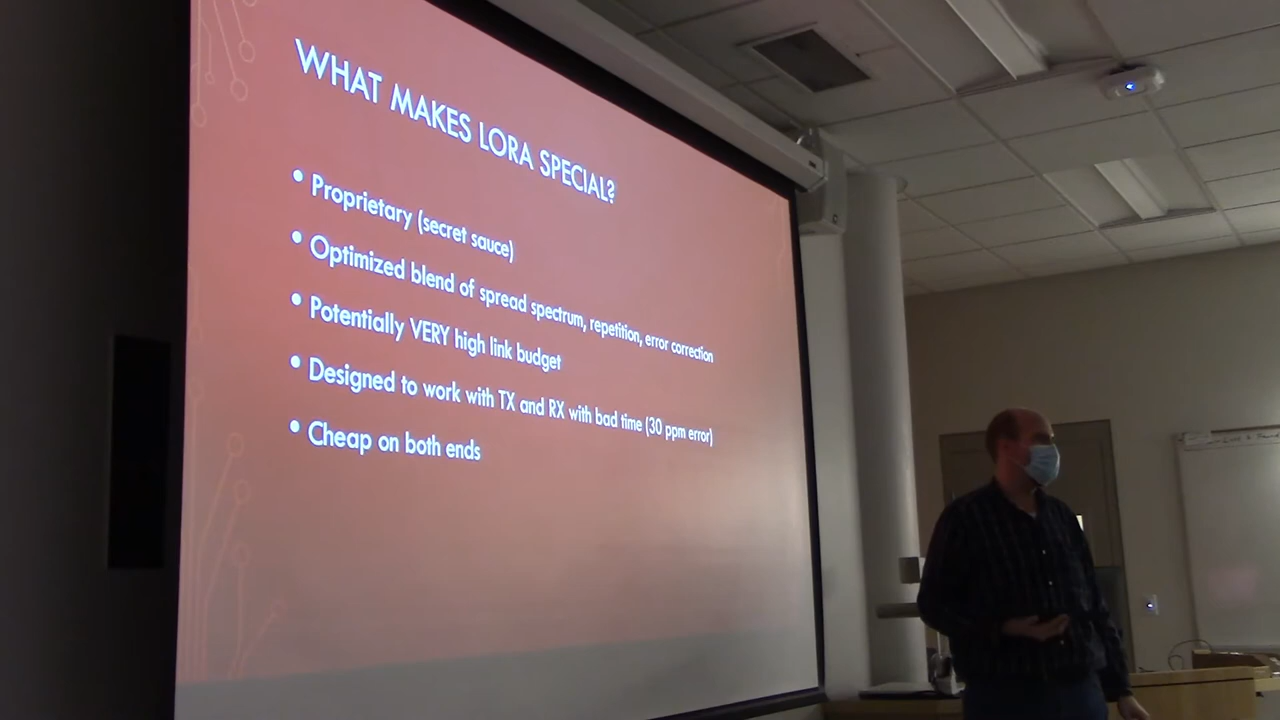 WHAT MAKES LORA SPECIAL?
• Proprietary (secret sauce)
• Optimized blend of spread spectrum, repetition, error correction
• Potentially VERY high link budget
• Designed to work with TX and RX with bad time (30 ppm error)
• Cheap on both ends